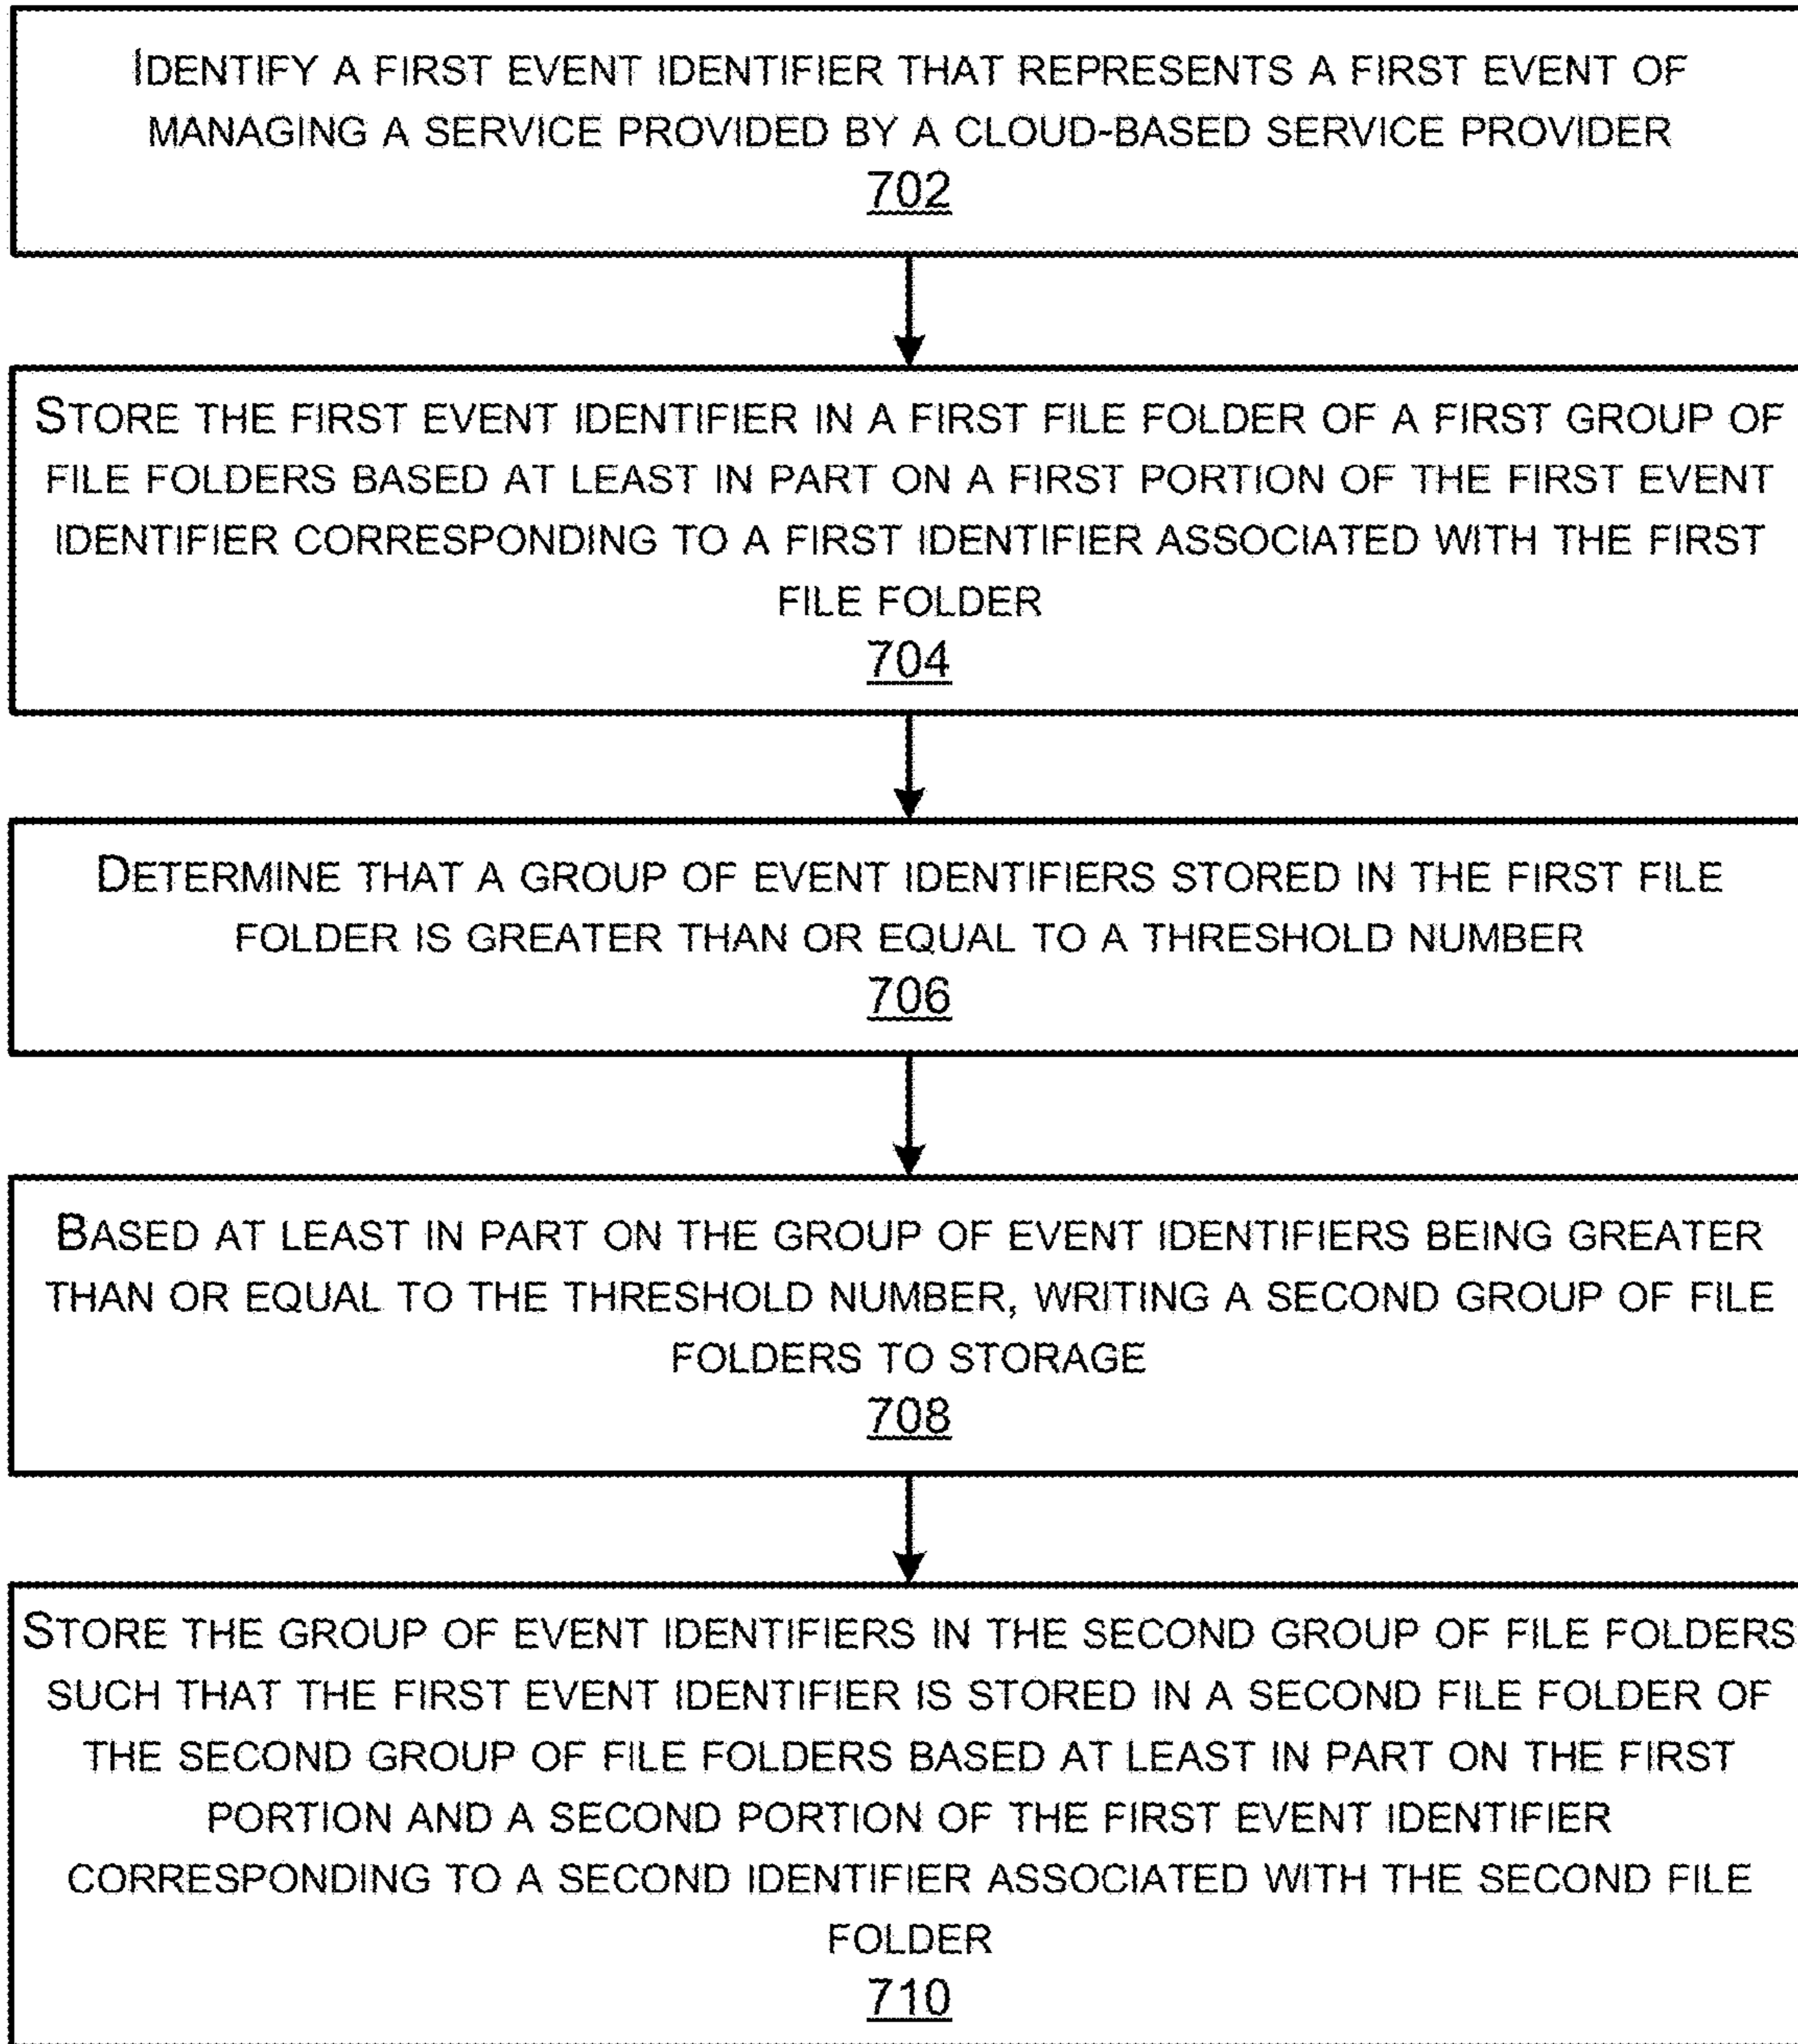 IDENTIFY A FIRST EVENT IDENTIFIER THAT REPRESENTS A FIRST EVENT OF
MANAGING A SERVICE PROVIDED BY A CLOUD-BASED SERVICE PROVIDER
702
STORE THE FIRST EVENT IDENTIFIER IN A FIRST FILE FOLDER OF A FIRST GROUP OF
FILE FOLDERS BASED AT LEAST IN PART ON A FIRST PORTION OF THE FIRST EVENT
IDENTIFIER CORRESPONDING TO A FIRST IDENTIFIER ASSOCIATED WITH THE FIRST
FILE FOLDER
704
DETERMINE THAT A GROUP OF EVENT IDENTIFIERS STORED IN THE FIRST FILE
FOLDER IS GREATER THAN OR EQUAL TO A THRESHOLD NUMBER
706
BASED AT LEAST IN PART ON THE GROUP OF EVENT IDENTIFIERS BEING GREATER
THAN OR EQUAL TO THE THRESHOLD NUMBER, WRITING A SECOND GROUP OF FILE
FOLDERS TO STORAGE
708
STORE THE GROUP OF EVENT IDENTIFIERS IN THE SECOND GROUP OF FILE FOLDERS
SUCH THAT THE FIRST EVENT IDENTIFIER IS STORED IN A SECOND FILE FOLDER OF
THE SECOND GROUP OF FILE FOLDERS BASED AT LEAST IN PART ON THE FIRST
PORTION AND A SECOND PORTION OF THE FIRST EVENT IDENTIFIER
CORRESPONDING TO A SECOND IDENTIFIER ASSOCIATED WITH THE SECOND FILE
FOLDER
710